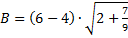 B = (6 − 4) · √(2 + 7/9)